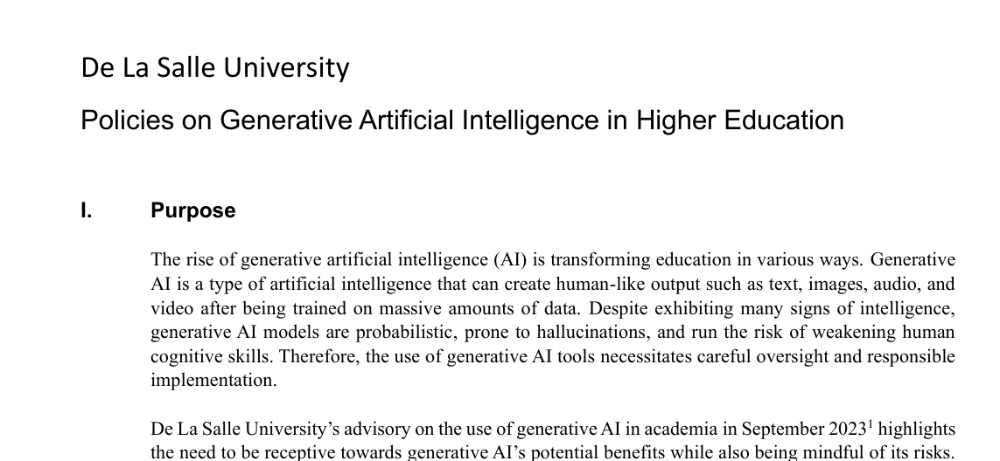 De La Salle University
Policies on Generative Artificial Intelligence in Higher Education
I. Purpose
The rise of generative artificial intelligence (AI) is transforming education in various ways. Generative
AI is a type of artificial intelligence that can create human-like output such as text, images, audio, and
video after being trained on massive amounts of data. Despite exhibiting many signs of intelligence,
generative AI models are probabilistic, prone to hallucinations, and run the risk of weakening human
cognitive skills. Therefore, the use of generative AI tools necessitates careful oversight and responsible
implementation.
De La Salle University’s advisory on the use of generative AI in academia in September 2023¹ highlights
the need to be receptive towards generative AI’s potential benefits while also being mindful of its risks.